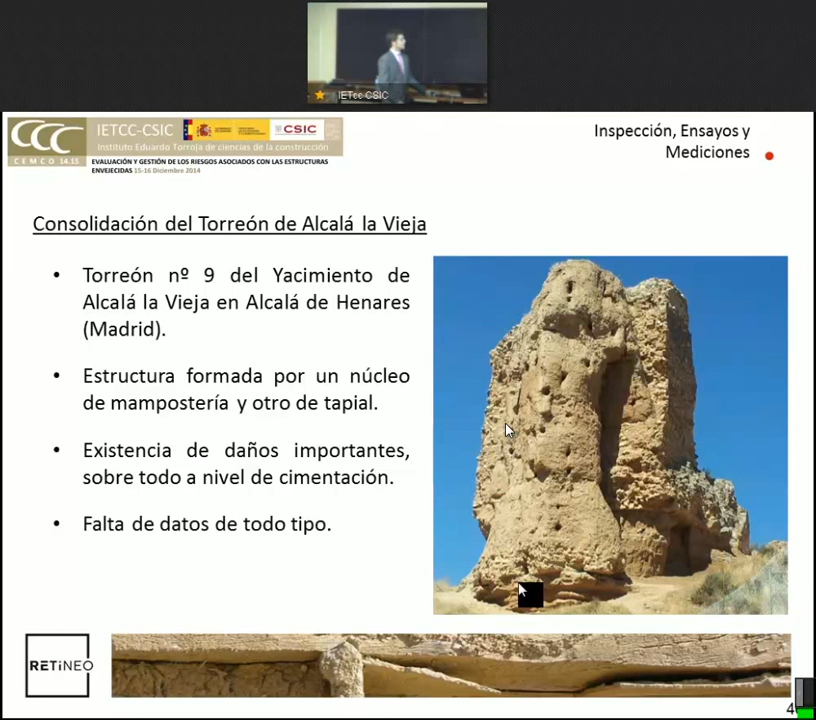 IETcc CSIC
CCC
CEMCO 14.15
IETCC-CSIC
CSIC
Instituto Eduardo Torroja de ciencias de la construcción
EVALUACIÓN Y GESTIÓN DE LOS RIESGOS ASOCIADOS CON LAS ESTRUCTURAS
ENVEJECIDAS 15-16 Diciembre 2014
Inspección, Ensayos y
Mediciones
Consolidación del Torreón de Alcalá la Vieja
• Torreón nº 9 del Yacimiento de
Alcalá la Vieja en Alcalá de Henares
(Madrid).
• Estructura formada por un núcleo
de mampostería y otro de tapial.
• Existencia de daños importantes,
sobre todo a nivel de cimentación.
• Falta de datos de todo tipo.
RETINEO
4